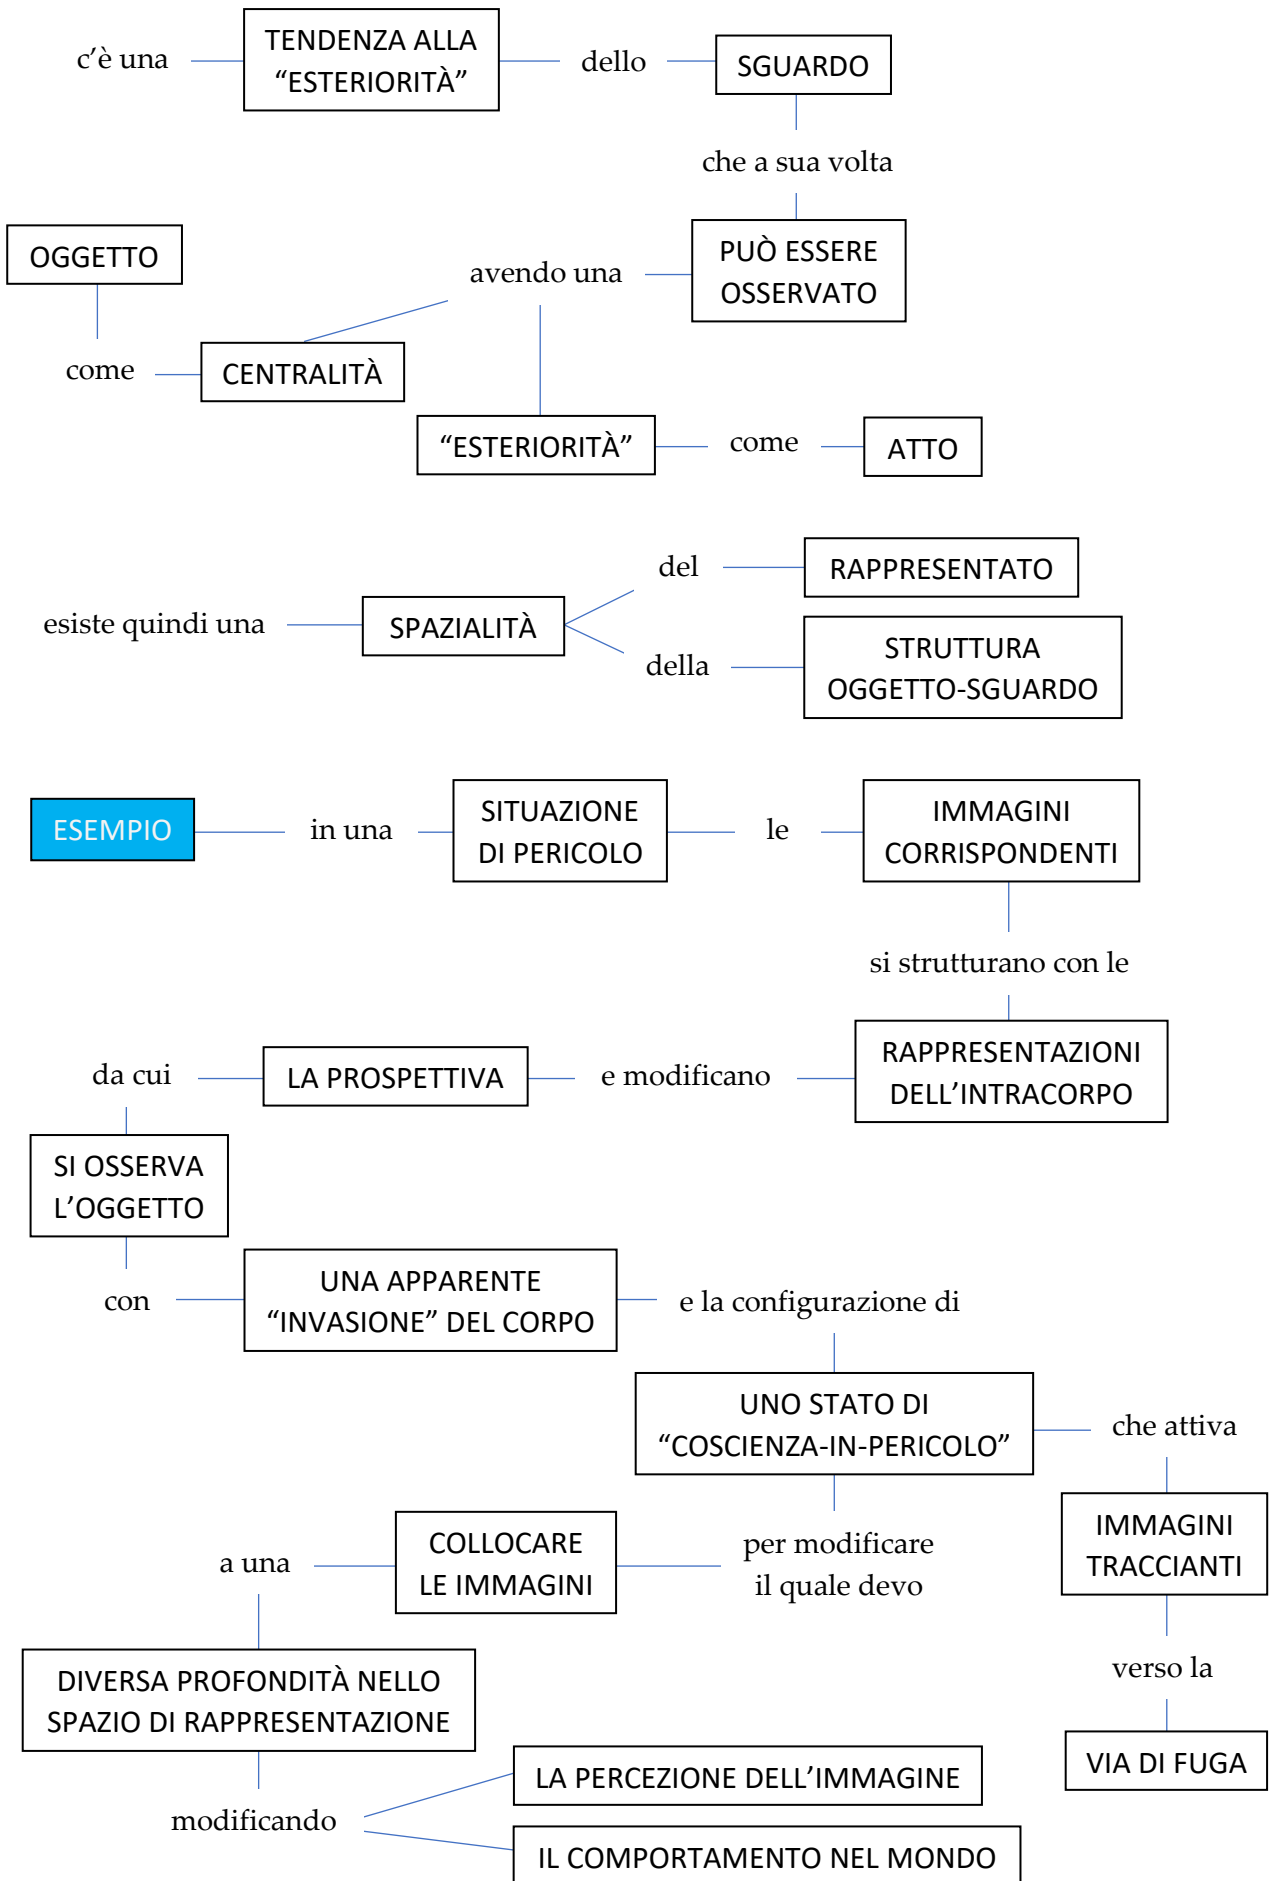 c'è una
TENDENZA ALLA
“ESTERIORITÀ”
dello
SGUARDO
che a sua volta
PUÒ ESSERE
OSSERVATO
avendo una
OGGETTO
come
CENTRALITÀ
“ESTERIORITÀ”
come
ATTO
esiste quindi una
SPAZIALITÀ
del
RAPPRESENTATO
della
STRUTTURA
OGGETTO-SGUARDO
ESEMPIO
in una
SITUAZIONE
DI PERICOLO
le
IMMAGINI
CORRISPONDENTI
si strutturano con le
RAPPRESENTAZIONI
DELL’INTRACORPO
e modificano
LA PROSPETTIVA
da cui
SI OSSERVA
L’OGGETTO
con
UNA APPARENTE
“INVASIONE” DEL CORPO
e la configurazione di
UNO STATO DI
“COSCIENZA-IN-PERICOLO”
che attiva
IMMAGINI
TRACCIANTI
verso la
VIA DI FUGA
per modificare
il quale devo
COLLOCARE
LE IMMAGINI
a una
DIVERSA PROFONDITÀ NELLO
SPAZIO DI RAPPRESENTAZIONE
modificando
LA PERCEZIONE DELL’IMMAGINE
IL COMPORTAMENTO NEL MONDO